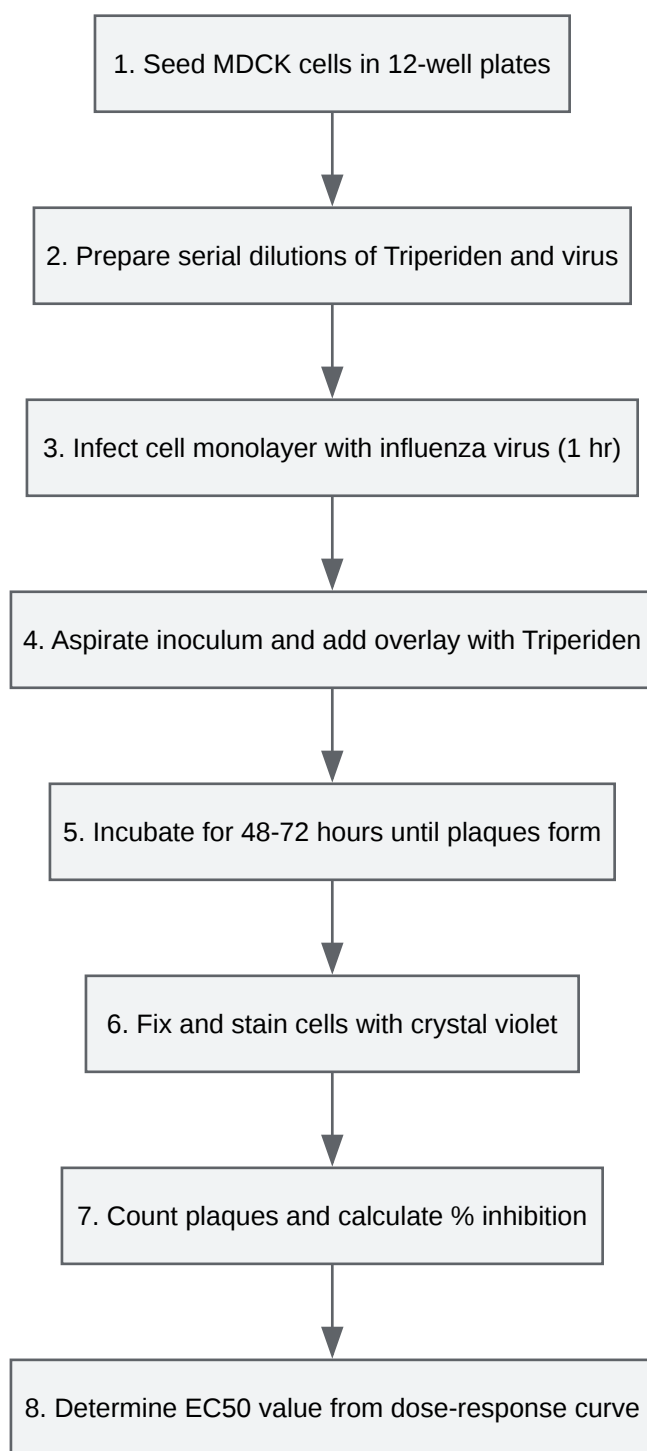 1. Seed MDCK cells in 12-well plates
2. Prepare serial dilutions of Triperiden and virus
3. Infect cell monolayer with influenza virus (1 hr)
4. Aspirate inoculum and add overlay with Triperiden
5. Incubate for 48-72 hours until plaques form
6. Fix and stain cells with crystal violet
7. Count plaques and calculate % inhibition
8. Determine EC50 value from dose-response curve